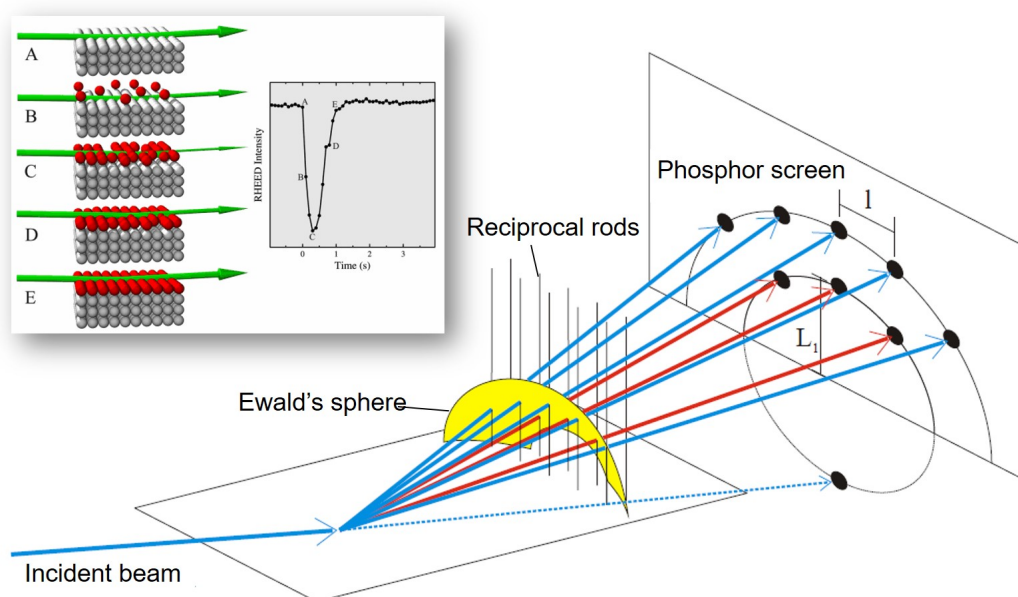 A
B
C
D
E
RHEED Intensity
A
B
C
D
E
0
1
2
3
Time (s)
Phosphor screen
l
Reciprocal rods
L1
Ewald's sphere
Incident beam